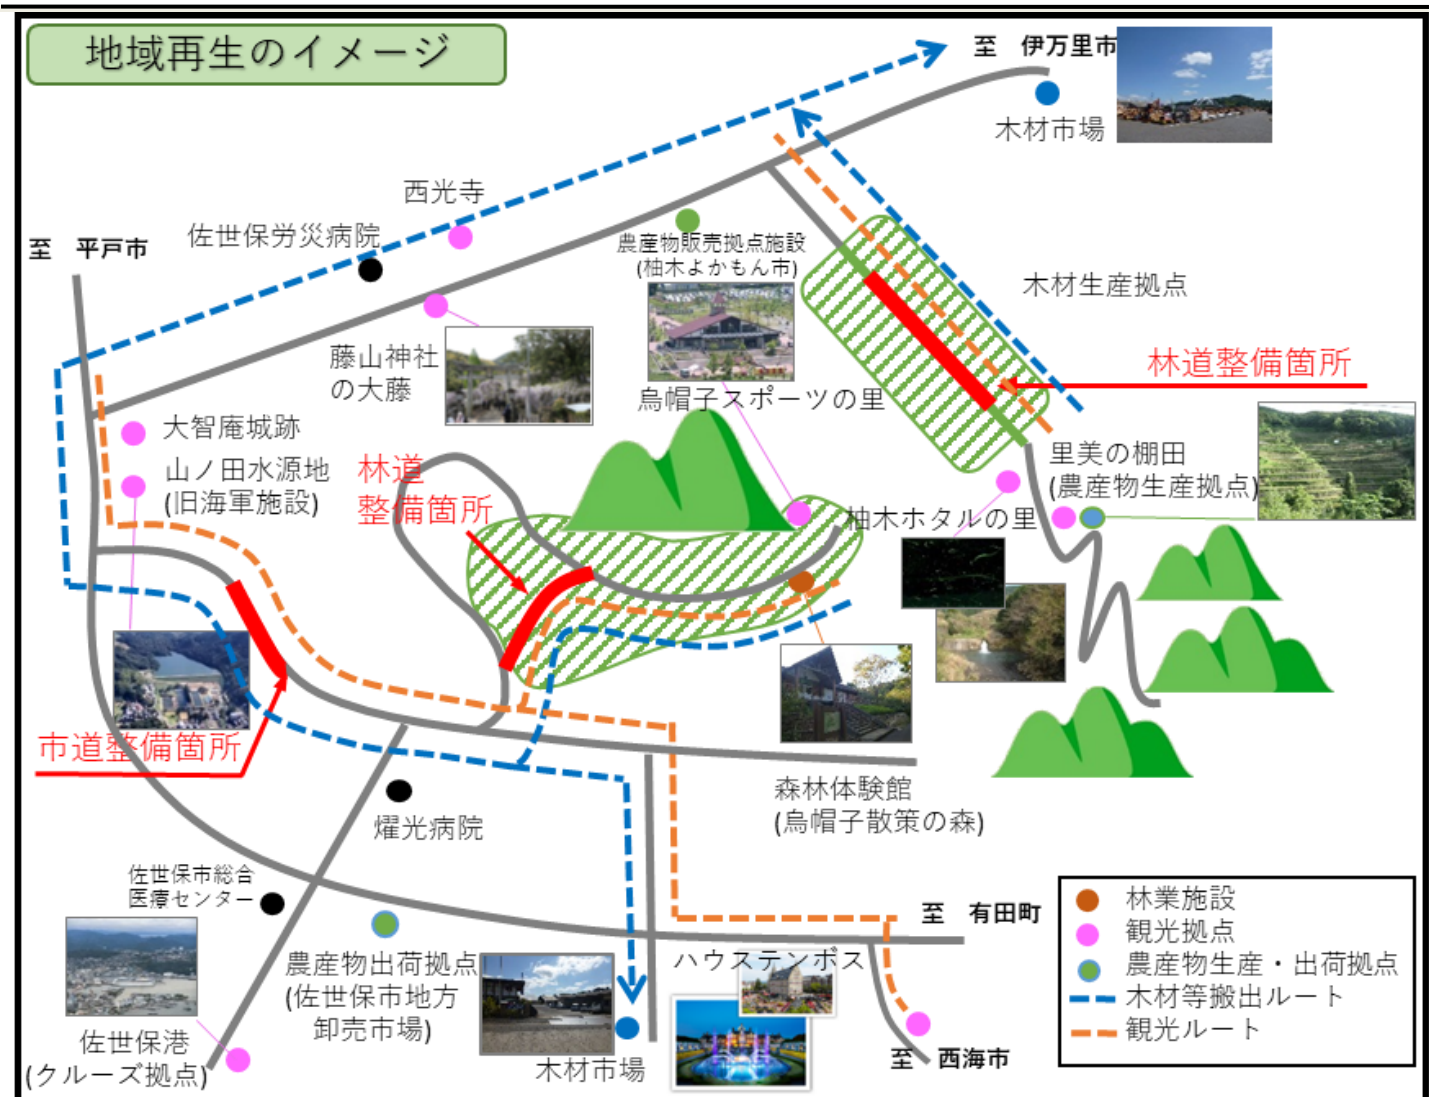 地域再生のイメージ
至　伊万里市
木材市場
西光寺
佐世保労災病院
至　平戸市
農産物販売拠点施設
(柚木よかもん市)
木材生産拠点
藤山神社
の大藤
林道整備箇所
烏帽子スポーツの里
大智庵城跡
山ノ田水源地
(旧海軍施設)
林道
整備箇所
里美の棚田
(農産物生産拠点)
柚木ホタルの里
市道整備箇所
燿光病院
森林体験館
(烏帽子散策の森)
佐世保市総合
医療センター
至　有田町
農産物出荷拠点
(佐世保市地方
卸売市場)
ハウステンボス
佐世保港
(クルーズ拠点)
木材市場
至　西海市
林業施設
観光拠点
農産物生産・出荷拠点
木材等搬出ルート
観光ルート